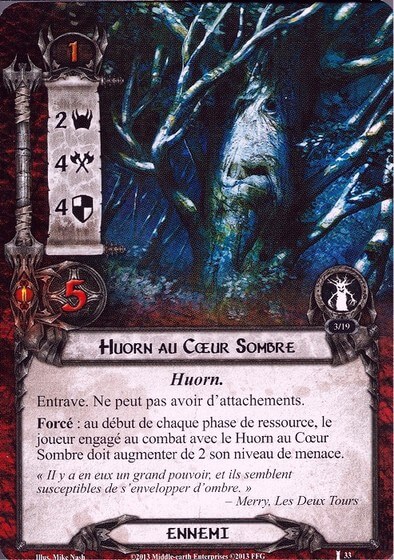 1
2
4
4
5
3/19
Huorn au Cœur Sombre
Huorn.
Entrave. Ne peut pas avoir d'attachements.
Forcé : au début de chaque phase de ressource, le
joueur engagé au combat avec le Huorn au Cœur
Sombre doit augmenter de 2 son niveau de menace.
« Il y a en eux un grand pouvoir, et ils semblent
susceptibles de s'envelopper d'ombre. »
– Merry, Les Deux Tours
ENNEMI
Illus. Mike Nash ©2013 Middle-earth Enterprises ©2013 FFG 33